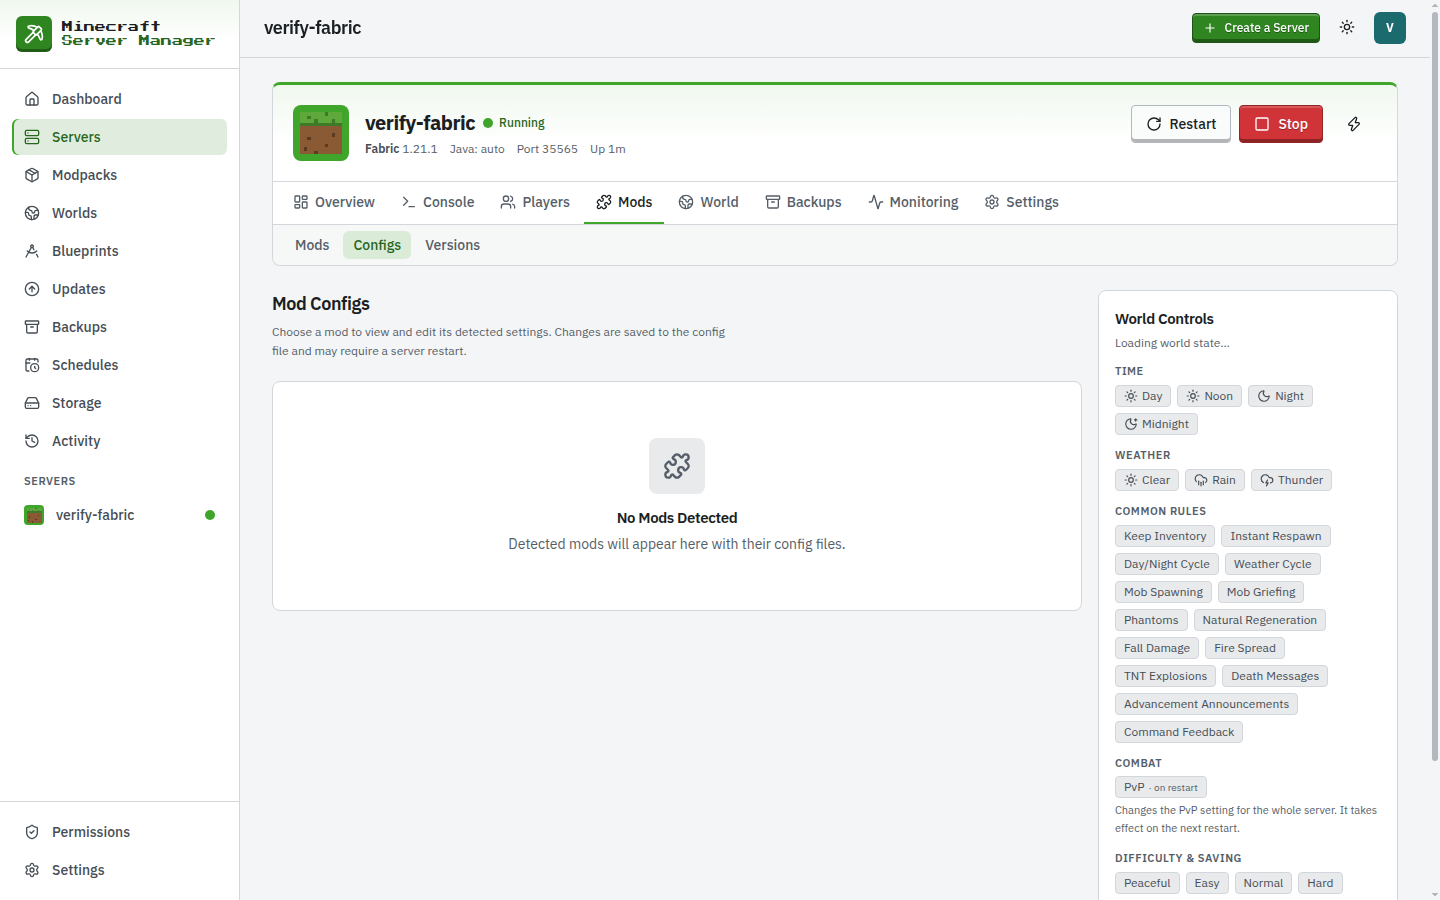 Minecraft
Server Manager
Dashboard
Servers
Modpacks
Worlds
Blueprints
Updates
Backups
Schedules
Storage
Activity
SERVERS
verify-fabric
Permissions
Settings
verify-fabric
Create a Server
V
verify-fabric
Running
Fabric 1.21.1 Java: auto Port 35565 Up 1m
Restart
Stop
Overview
Console
Players
Mods
World
Backups
Monitoring
Settings
Mods
Configs
Versions
Mod Configs
Choose a mod to view and edit its detected settings. Changes are saved to the config
file and may require a server restart.
No Mods Detected
Detected mods will appear here with their config files.
World Controls
Loading world state...
TIME
Day
Noon
Night
Midnight
WEATHER
Clear
Rain
Thunder
COMMON RULES
Keep Inventory
Instant Respawn
Day/Night Cycle
Weather Cycle
Mob Spawning
Mob Griefing
Phantoms
Natural Regeneration
Fall Damage
Fire Spread
TNT Explosions
Death Messages
Advancement Announcements
Command Feedback
COMBAT
PvP · on restart
Changes the PvP setting for the whole server. It takes
effect on the next restart.
DIFFICULTY & SAVING
Peaceful
Easy
Normal
Hard